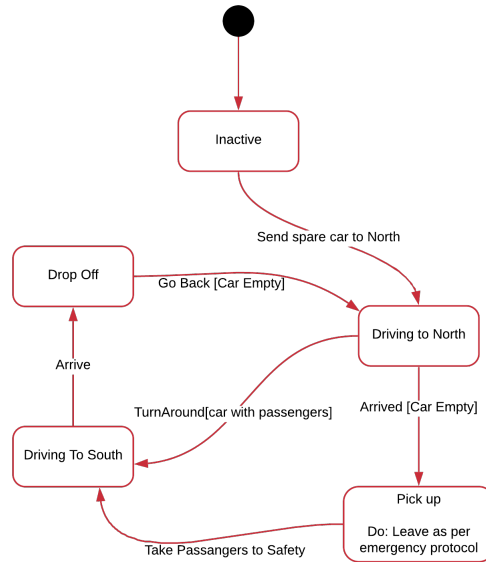 Inactive
Send spare car to North
Drop Off
Go Back [Car Empty]
Driving to North
Arrive
TurnAround[car with passengers]
Arrived [Car Empty]
Driving To South
Pick up
Do: Leave as per
emergency protocol
Take Passangers to Safety